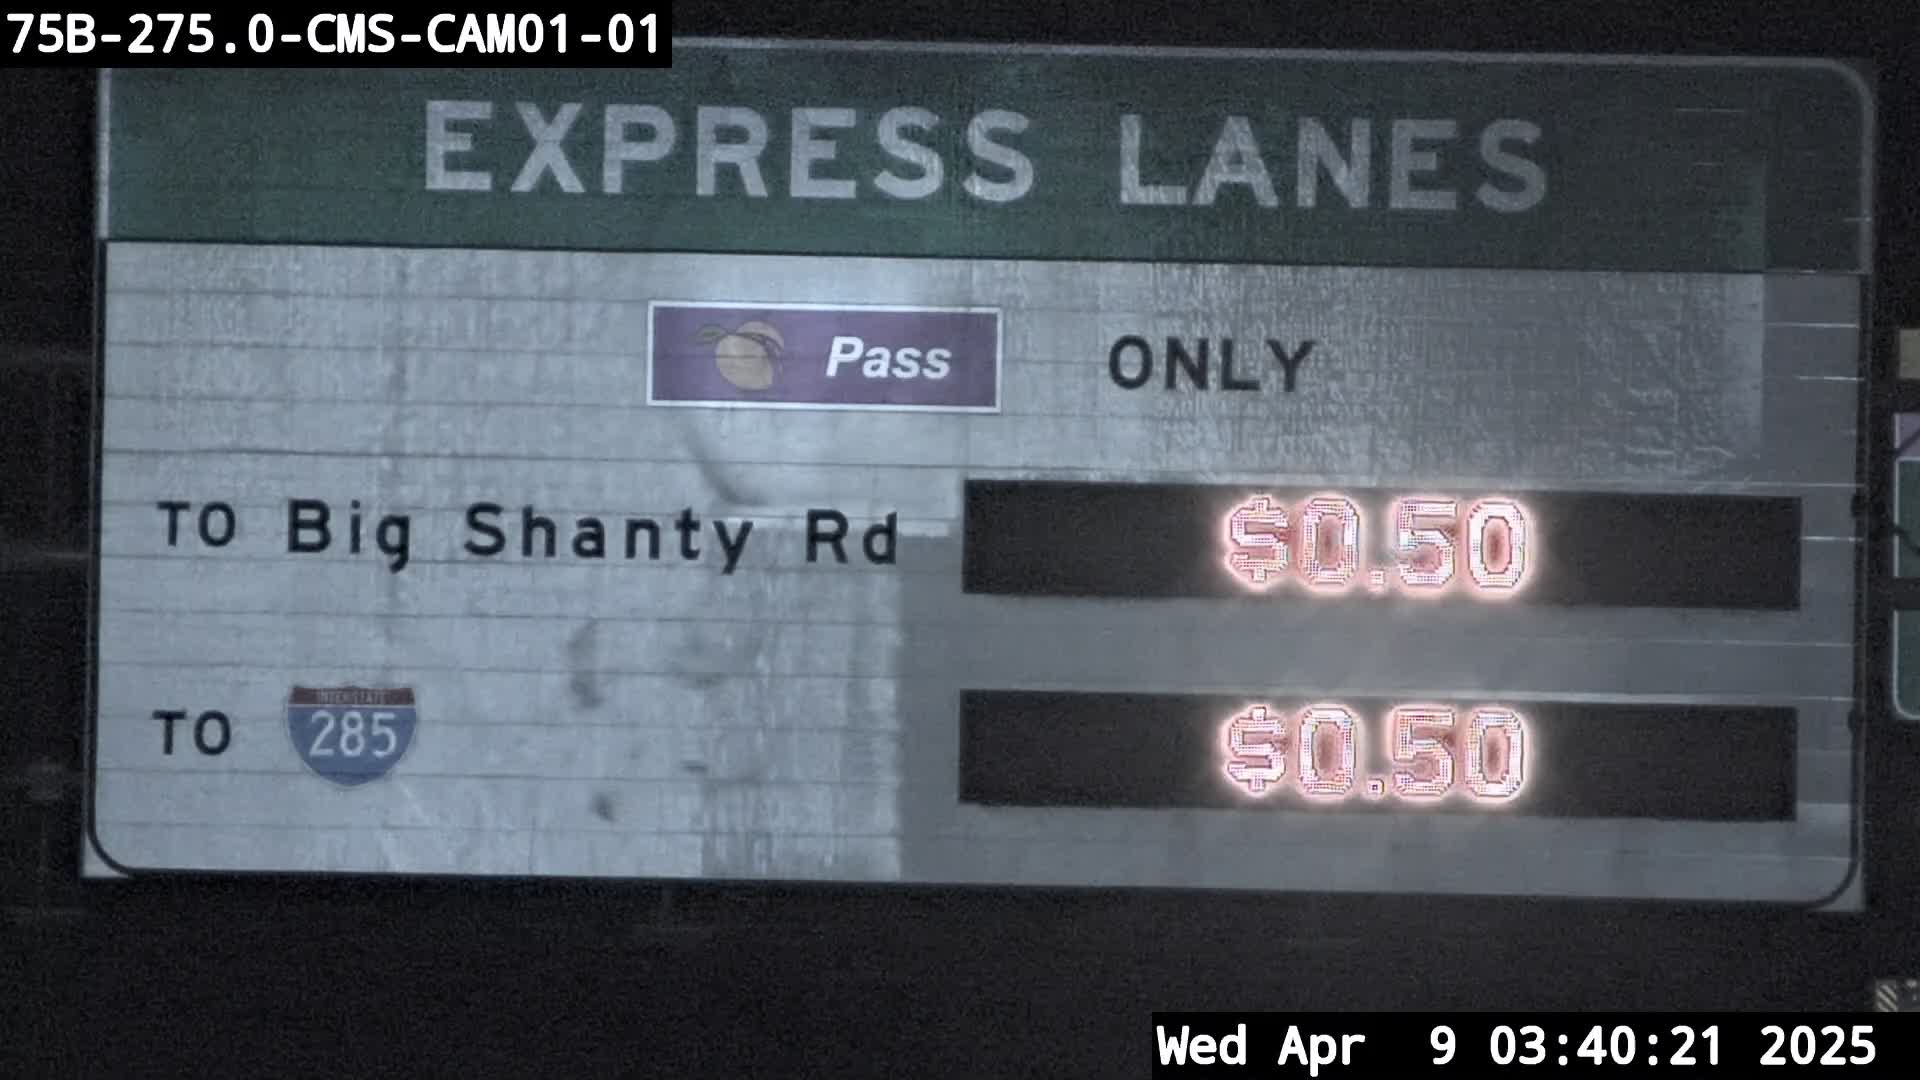 75B-275.0-CMS-CAM01-01
EXPRESS LANES
Pass ONLY
TO Big Shanty Rd $0.50
INTERSTATE
TO 285 $0.50
Wed Apr 9 03:40:21 2025